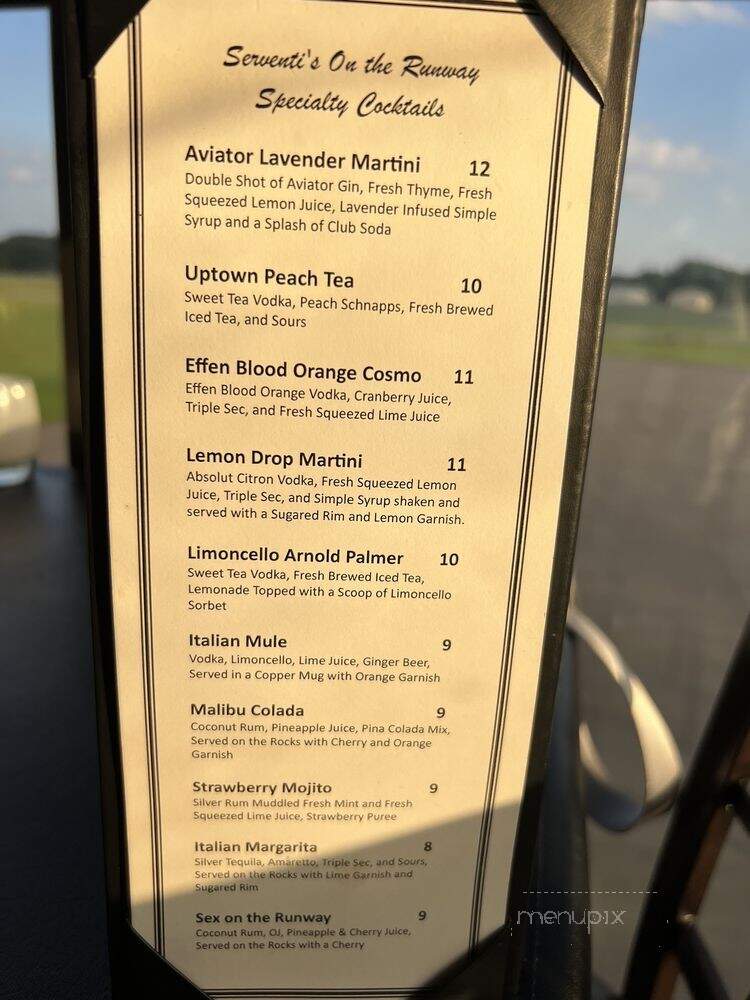 Serventi's On the Runway
Specialty Cocktails
Aviator Lavender Martini 12
Double Shot of Aviator Gin, Fresh Thyme, Fresh
Squeezed Lemon Juice, Lavender Infused Simple
Syrup and a Splash of Club Soda
Uptown Peach Tea 10
Sweet Tea Vodka, Peach Schnapps, Fresh Brewed
Iced Tea, and Sours
Effen Blood Orange Cosmo 11
Effen Blood Orange Vodka, Cranberry Juice,
Triple Sec, and Fresh Squeezed Lime Juice
Lemon Drop Martini 11
Absolut Citron Vodka, Fresh Squeezed Lemon
Juice, Triple Sec, and Simple Syrup shaken and
served with a Sugared Rim and Lemon Garnish.
Limoncello Arnold Palmer 10
Sweet Tea Vodka, Fresh Brewed Iced Tea,
Lemonade Topped with a Scoop of Limoncello
Sorbet
Italian Mule 9
Vodka, Limoncello, Lime Juice, Ginger Beer,
Served in a Copper Mug with Orange Garnish
Malibu Colada 9
Coconut Rum, Pineapple Juice, Pina Colada Mix,
Served on the Rocks with Cherry and Orange
Garnish
Strawberry Mojito 9
Silver Rum Muddled Fresh Mint and Fresh
Squeezed Lime Juice, Strawberry Puree
Italian Margarita 8
Silver Tequila, Amaretto, Triple Sec, and Sours,
Served on the Rocks with Lime Garnish and
Sugared Rim
Sex on the Runway 9
Coconut Rum, OJ, Pineapple & Cherry Juice,
Served on the Rocks with a Cherry
menupix